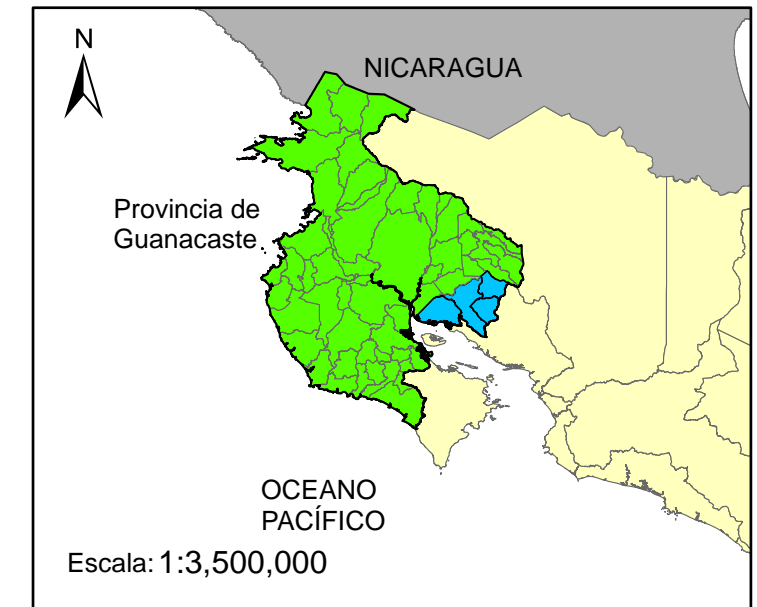 N
NICARAGUA
Provincia de
Guanacaste
OCEANO
PACÍFICO
Escala: 1:3,500,000